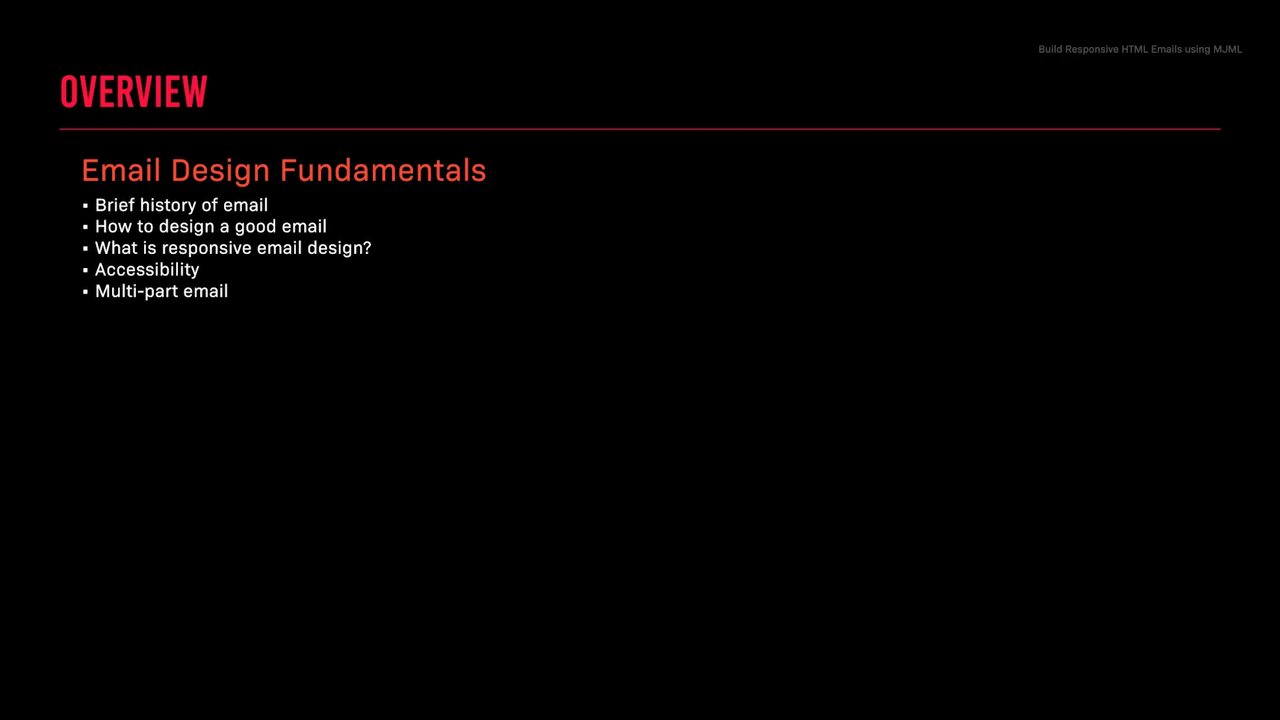 Build Responsive HTML Emails using MJML
OVERVIEW
Email Design Fundamentals
▪ Brief history of email
▪ How to design a good email
▪ What is responsive email design?
▪ Accessibility
▪ Multi-part email